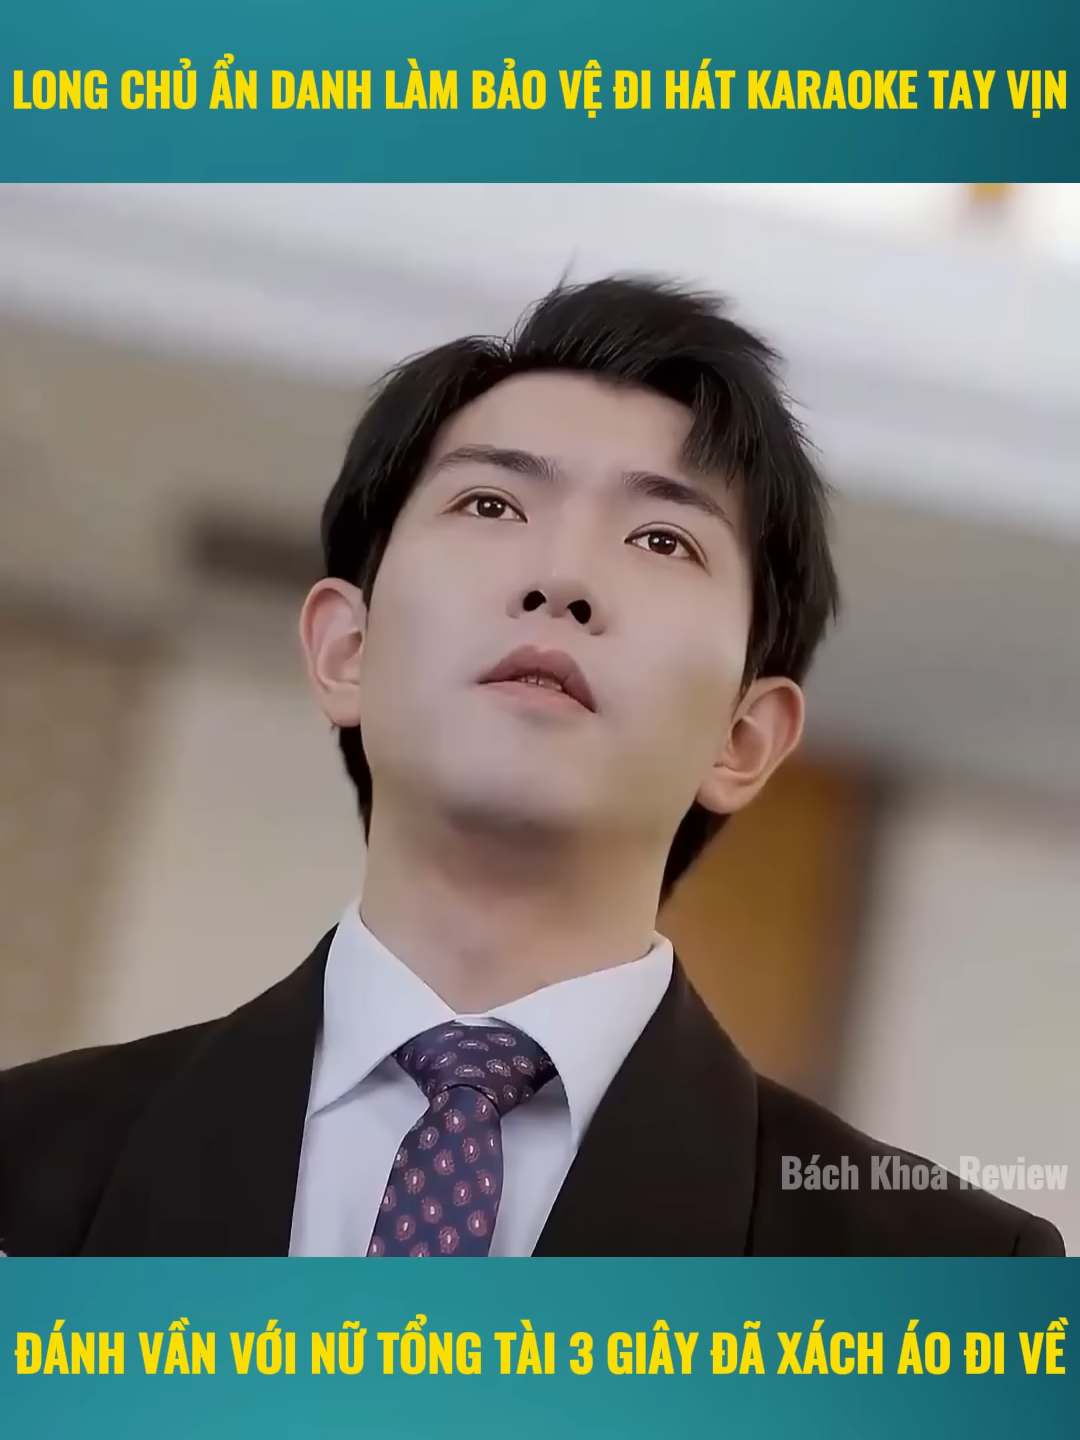 LONG CHỦ ẨN DANH LÀM BẢO VỆ ĐI HÁT KARAOKE TAY VỊN
Bách Khoa Review
ĐÁNH VẦN VỚI NỮ TỔNG TÀI 3 GIÂY ĐÃ XÁCH ÁO ĐI VỀ